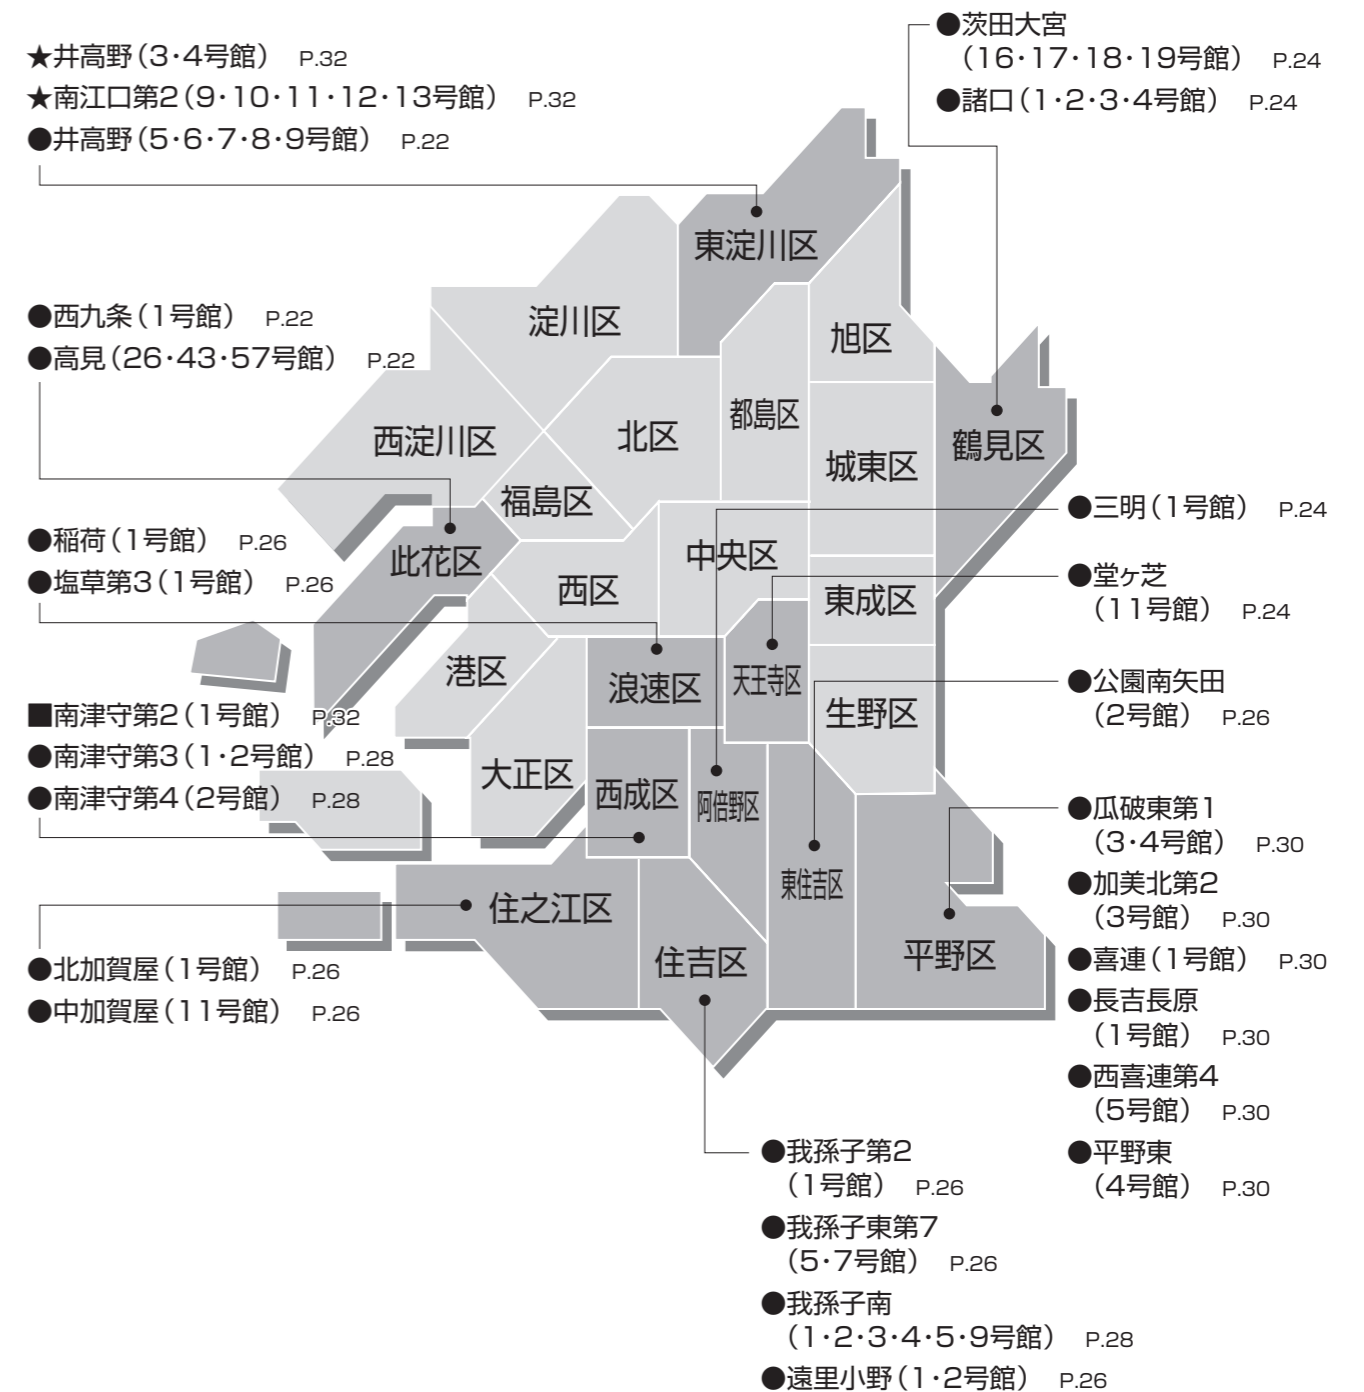 ★井高野(3・4号館) P.32
★南江口第2(9・10・11・12・13号館) P.32
●井高野(5・6・7・8・9号館) P.22
●茨田大宮
(16・17・18・19号館) P.24
●諸口(1・2・3・4号館) P.24
●西九条(1号館) P.22
●高見(26・43・57号館) P.22
●稲荷(1号館) P.26
●塩草第3(1号館) P.26
■南津守第2(1号館) P.32
●南津守第3(1・2号館) P.28
●南津守第4(2号館) P.28
●北加賀屋(1号館) P.26
●中加賀屋(11号館) P.26
東淀川区
淀川区
旭区
都島区
北区
西淀川区
鶴見区
城東区
福島区
中央区
此花区
西区
東成区
港区
浪速区
天王寺区
生野区
大正区
西成区
阿倍野区
東住吉区
住之江区
住吉区
平野区
●三明(1号館) P.24
●堂ヶ芝
(11号館) P.24
●公園南矢田
(2号館) P.26
●瓜破東第1
(3・4号館) P.30
●加美北第2
(3号館) P.30
●喜連(1号館) P.30
●長吉長原
(1号館) P.30
●西喜連第4
(5号館) P.30
●平野東
(4号館) P.30
●我孫子第2
(1号館) P.26
●我孫子東第7
(5・7号館) P.26
●我孫子南
(1・2・3・4・5・9号館) P.28
●遠里小野(1・2号館) P.26